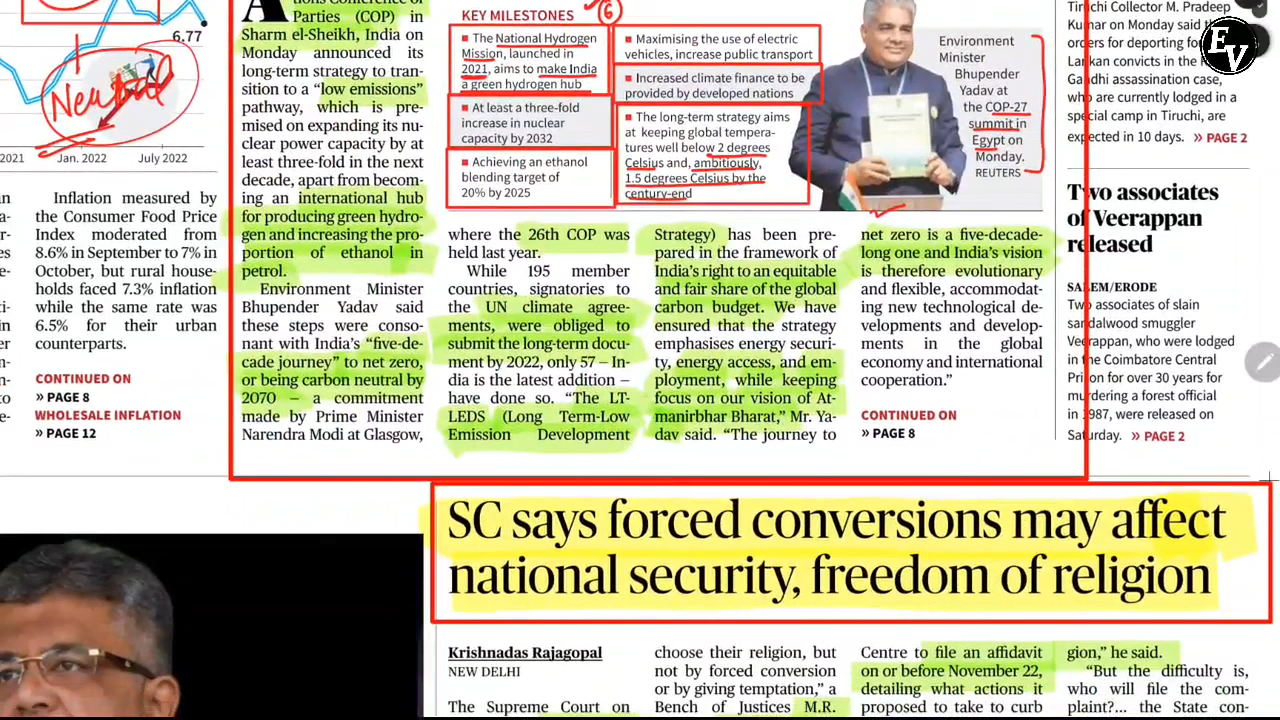 6.77
Neutral
2021 Jan. 2022 July 2022
Inflation measured by
the Consumer Food Price
Index moderated from
8.6% in September to 7% in
October, but rural house-
holds faced 7.3% inflation
while the same rate was
6.5% for their urban
counterparts.
CONTINUED ON
» PAGE 8
WHOLESALE INFLATION
» PAGE 12
A
tions Conference of
Parties (COP) in
Sharm el-Sheikh, India on
Monday announced its
long-term strategy to tran-
sition to a “low emissions”
pathway, which is pre-
mised on expanding its nu-
clear power capacity by at
least three-fold in the next
decade, apart from becom-
ing an international hub
for producing green hydro-
gen and increasing the pro-
portion of ethanol in
petrol.
Environment Minister
Bhupender Yadav said
these steps were conso-
nant with India’s “five-de-
cade journey” to net zero,
or being carbon neutral by
2070 – a commitment
made by Prime Minister
Narendra Modi at Glasgow,
KEY MILESTONES
6
■ The National Hydrogen
Mission, launched in
2021, aims to make India
a green hydrogen hub
■ At least a three-fold
increase in nuclear
capacity by 2032
■ Achieving an ethanol
blending target of
20% by 2025
■ Maximising the use of electric
vehicles, increase public transport
■ Increased climate finance to be
provided by developed nations
■ The long-term strategy aims
at keeping global tempera-
tures well below 2 degrees
Celsius and, ambitiously,
1.5 degrees Celsius by the
century-end
Environment
Minister
Bhupender
Yadav at
the COP-27
summit in
Egypt on
Monday.
REUTERS
where the 26th COP was
held last year.
While 195 member
countries, signatories to
the UN climate agree-
ments, were obliged to
submit the long-term docu-
ment by 2022, only 57 – In-
dia is the latest addition –
have done so. “The LT-
LEDS (Long Term-Low
Emission Development
Strategy) has been pre-
pared in the framework of
India’s right to an equitable
and fair share of the global
carbon budget. We have
ensured that the strategy
emphasises energy securi-
ty, energy access, and em-
ployment, while keeping
focus on our vision of At-
manirbhar Bharat,” Mr. Ya-
dav said. “The journey to
net zero is a five-decade-
long one and India’s vision
is therefore evolutionary
and flexible, accommodat-
ing new technological de-
velopments and develop-
ments in the global
economy and international
cooperation.”
CONTINUED ON
» PAGE 8
EV
Tiruchi Collector M. Pradeep
Kumar on Monday said
orders for deporting
Lankan convicts in the
Gandhi assassination case,
who are currently lodged in a
special camp in Tiruchi, are
expected in 10 days. » PAGE 2
Two associates
of Veerappan
released
SALEM/ERODE
Two associates of slain
sandalwood smuggler
Veerappan, who were lodged
in the Coimbatore Central
Prison for over 30 years for
murdering a forest official
in 1987, were released on
Saturday. » PAGE 2
SC says forced conversions may affect
national security, freedom of religion
Krishnadas Rajagopal
NEW DELHI
The Supreme Court on
choose their religion, but
not by forced conversion
or by giving temptation,” a
Bench of Justices M.R.
Centre to file an affidavit
on or before November 22,
detailing what actions it
proposed to take to curb
gion,” he said.
“But the difficulty is,
who will file the com-
plaint?... the State con-